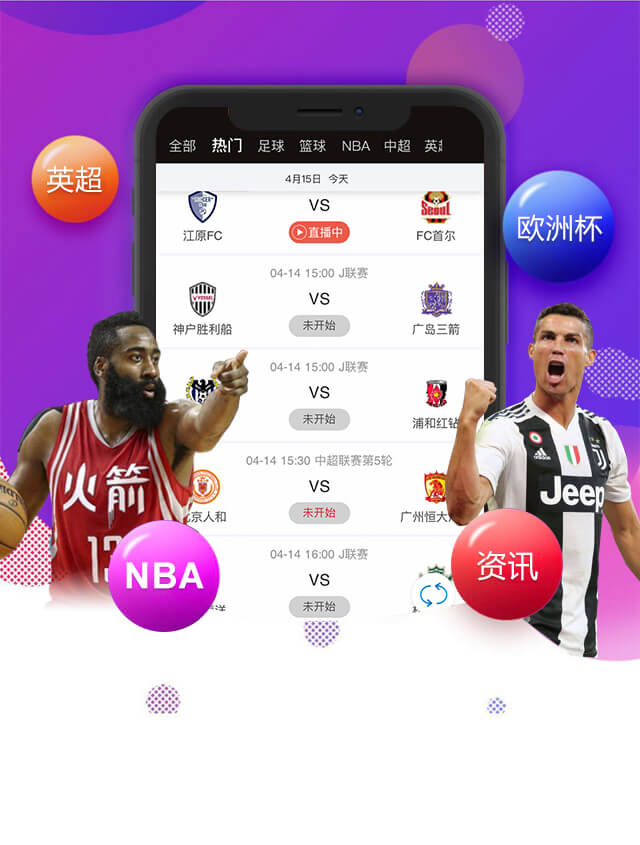 全部 热门 足球 篮球 NBA 中超
4月15日 今天
英超
VS
江原FC
直播中
FC首尔
欧洲杯
04-14 15:00 J联赛
VS
神户胜利船
未开始
广岛三箭
04-14 15:00 J联赛
VS
未开始
浦和红钻
04-14 15:30 中超联赛第5轮
VS
京人和
未开始
广州恒大
火箭
13
Jeep
NBA
资讯
04-14 16:00 J联赛
VS
未开始